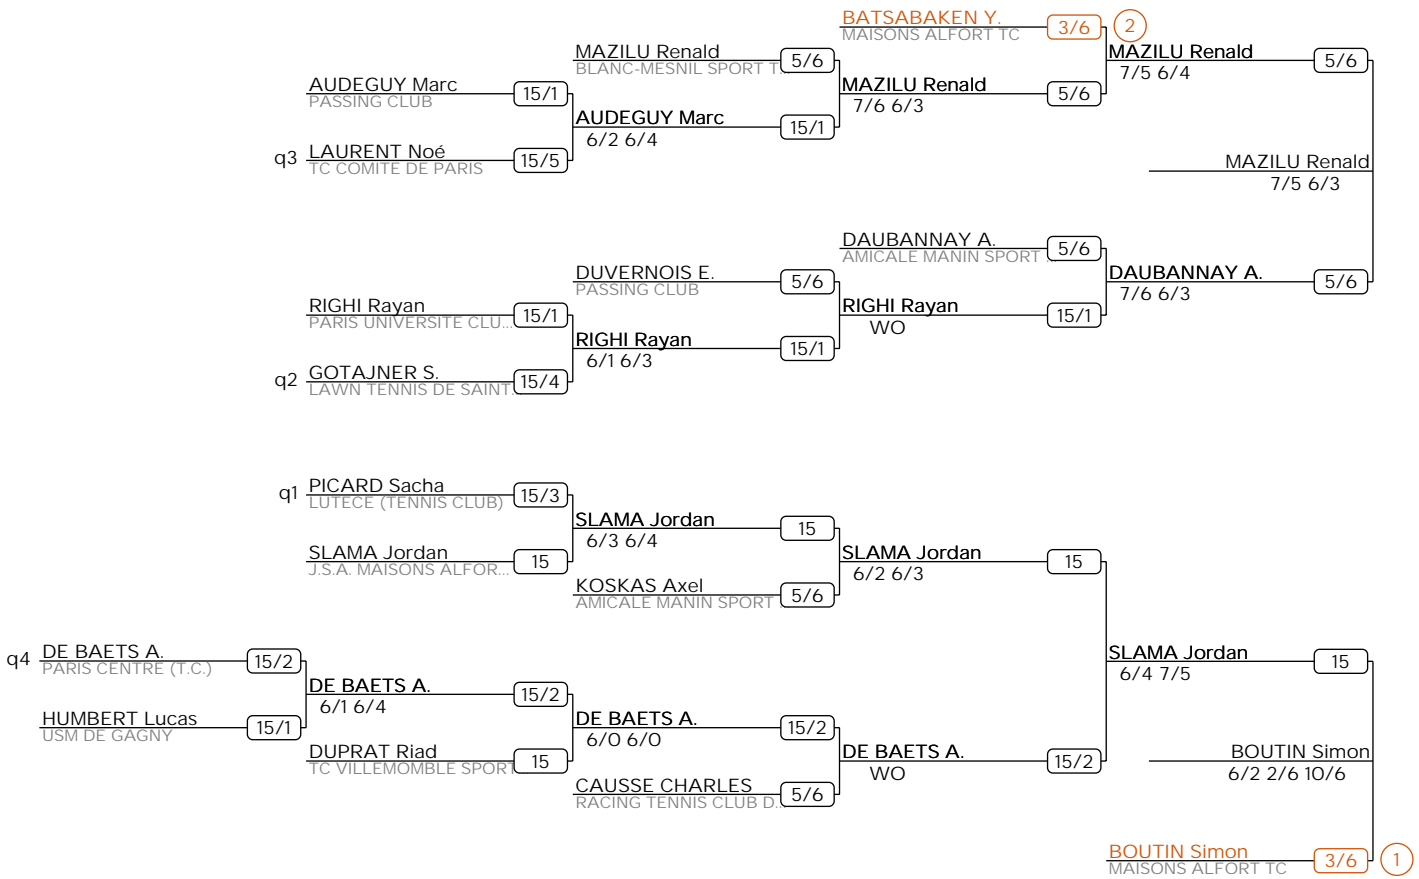 BATSABAKEN Y.
MAISONS ALFORT TC
3/6
2
MAZILU Renald
BLANC-MESNIL SPORT T...
5/6
MAZILU Renald
7/5 6/4
5/6
AUDEGUY Marc
PASSING CLUB
15/1
MAZILU Renald
7/6 6/3
5/6
AUDEGUY Marc
6/2 6/4
15/1
q3
LAURENT Noé
TC COMITE DE PARIS
15/5
MAZILU Renald
7/5 6/3
DAUBANNAY A.
AMICALE MANIN SPORT ...
5/6
DUVERNOIS E.
PASSING CLUB
5/6
DAUBANNAY A.
7/6 6/3
5/6
RIGHI Rayan
PARIS UNIVERSITE CLU...
15/1
RIGHI Rayan
WO
15/1
RIGHI Rayan
6/1 6/3
15/1
q2
GOTAJNER S.
LAWN TENNIS DE SAINT...
15/4
q1
PICARD Sacha
LUTECE (TENNIS CLUB)
15/3
SLAMA Jordan
6/3 6/4
15
SLAMA Jordan
J.S.A. MAISONS ALFOR...
15
SLAMA Jordan
6/2 6/3
15
KOSKAS Axel
AMICALE MANIN SPORT ...
5/6
q4
DE BAETS A.
PARIS CENTRE (T.C.)
15/2
SLAMA Jordan
6/4 7/5
15
DE BAETS A.
6/1 6/4
15/2
HUMBERT Lucas
USM DE GAGNY
15/1
DE BAETS A.
6/0 6/0
15/2
DUPRAT Riad
TC VILLEMOMBLE SPORT
15
DE BAETS A.
WO
15/2
BOUTIN Simon
6/2 2/6 10/6
CAUSSE CHARLES
RACING TENNIS CLUB D...
5/6
BOUTIN Simon
MAISONS ALFORT TC
3/6
1